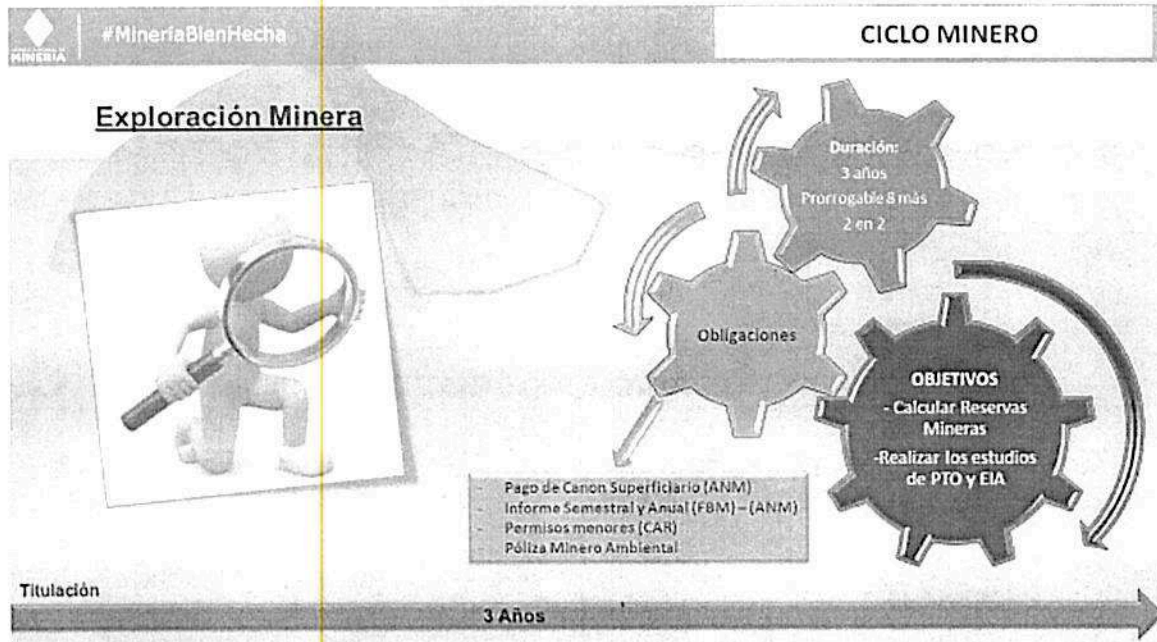 MINERÍA
#MineríaBienHecha
CICLO MINERO
Exploración Minera
Duración:
3 años
Prorrogable 8 más
2 en 2
Obligaciones
OBJETIVOS
- Calcular Reservas
Mineras
-Realizar los estudios
de PTO y EIA
- Pago de Canon Superficiario (ANM)
- Informe Semestral y Anual (FBM) – (ANM)
- Permisos menores (CAR)
- Póliza Minero Ambiental
Titulación
3 Años